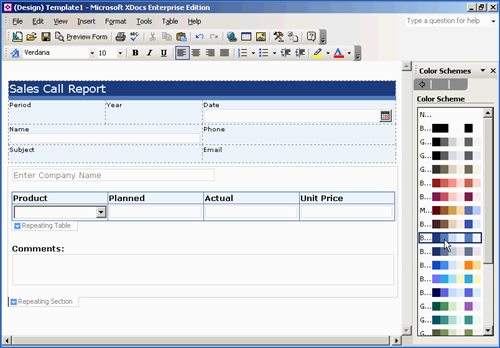 (Design) Template1 - Microsoft XDocs Enterprise Edition
File Edit View Insert Format Tools Table Help Type a question for help
Preview Form
Verdana 10 B I U
Color Schemes
Color Scheme
Sales Call Report
Period Year Date
Name Phone
Subject Email
Enter Company Name
Product Planned Actual Unit Price
Repeating Table
Comments:
Repeating Section
N...
B...
G...
G...
G...
B...
B...
M...
B...
B...
B...
B...
B...
B...
B...
G...
G...
G...